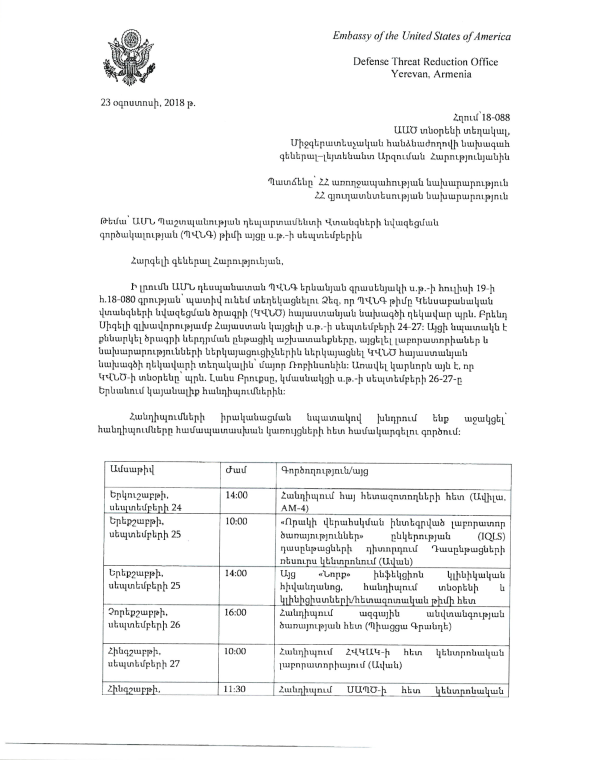 Embassy of the United States of America
Defense Threat Reduction Office
Yerevan, Armenia
23 օգոստոսի, 2018 թ.
Հղում՝18-088
ԱԱԾ տնօրենի տեղակալ,
Միջգերատեսչական հանձնաժողովի նախագահ
գեներալ–լեյտենանտ Արզուման Հարությունյանին
Պատճենը՝ ՀՀ առողջապահության նախարարություն
ՀՀ գյուղատնտեսության նախարարություն
Թեմա՝ ԱՄՆ Պաշտպանության դեպարտամենտի Վտանգների նվազեցման
գործակալության (ՊՎՆԳ) թիմի այցը ս.թ.-ի սեպտեմբերին
Հարգելի գեներալ Հարությունյան,
Ի լրումն ԱՄՆ դեսպանատան ՊՎՆԳ երևանյան գրասենյակի ս.թ.-ի հուլիսի 19-ի
հ.18-080 գրության՝ պատիվ ունեմ տեղեկացնելու Ձեզ, որ ՊՎՆԳ թիմը Կենսաբանական
վտանգների նվազեցման ծրագրի (ԿՎՆԾ) հայաստանյան նախագծի ղեկավար պրն. Բրենդ
Սիգելի գլխավորությամբ Հայաստան կայցելի ս.թ.-ի սեպտեմբերի 24-27: Այցի նպատակն է
քննարկել ծրագրի ներդրման ընթացիկ աշխատանքները, այցելել լաբորատորիաներ և
նախարարությունների ներկայացուցիչներին ներկայացնել ԿՎՆԾ հայաստանյան
նախագծի ղեկավարի տեղակալին՝ մայոր Ռոբինսոնին: Առավել կարևորն այն է, որ
ԿՎՆԾ-ի տնօրենը՝ պրն. Լանս Բրուքսը, կմասնակցի ս.թ.-ի սեպտեմբերի 26-27-ը
Երևանում կայանալիք հանդիպումներին:
Հանդիպումների իրականացման նպատակով խնդրում ենք աջակցել՝
հանդիպումները համապատասխան կառույցների հետ համակարգելու գործում:
Ամսաթիվ Ժամ Գործողություն/այց
Երկուշաբթի, 14:00 Հանդիպում հայ հետազոտողների հետ (Ավիլա,
սեպտեմբերի 24 AM-4)
Երեքշաբթի, 10:00 «Որակի վերահսկման ինտեգրված լաբորատոր
սեպտեմբերի 25 ծառայություններ» ընկերության (IQLS)
դասընթացների դիտորդում Դասընթացների
ռեսուրս կենտրոնում (Ավան)
Երեքշաբթի, 14:00 Այց «Նորք» ինֆեկցիոն կլինիկական
սեպտեմբերի 25 հիվանդանոց, հանդիպում տնօրենի և
կլինիցիստների/հետազոտական թիմի հետ
Չորեքշաբթի, 16:00 Հանդիպում ազգային անվտանգության
սեպտեմբերի 26 ծառայության հետ (Պիացցա Գրանդե)
Հինգշաբթի, 10:00 Հանդիպում ՀՎԿԱԿ-ի հետ կենտրոնական
սեպտեմբերի 27 լաբորատորիայում (Ավան)
Հինգշաբթի, 11:30 Հանդիպում ՍԱՊԾ-ի հետ կենտրոնական